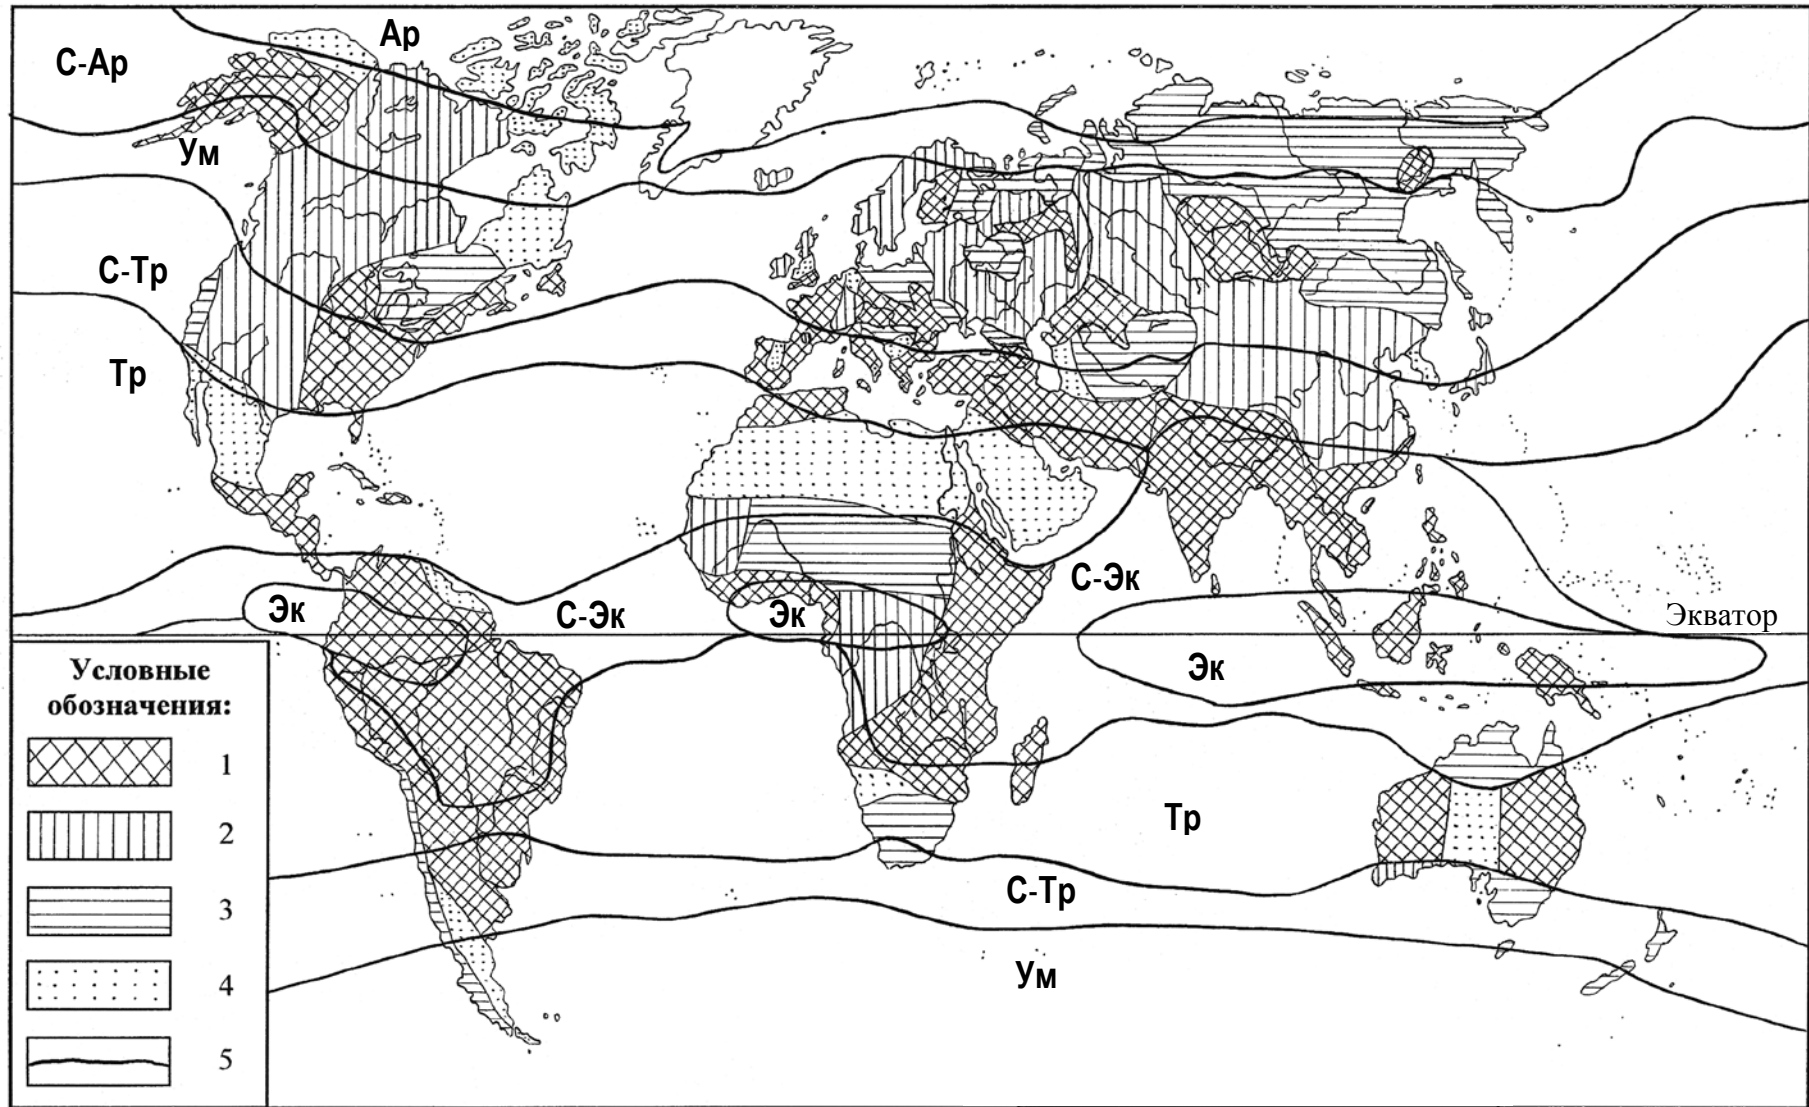 Ар
С-Ар
Ум
С-Тр
Тр
С-Эк
Эк
С-Эк
Эк
Экватор
Эк
Условные
обозначения:
1
2
3
4
5
Тр
С-Тр
Ум